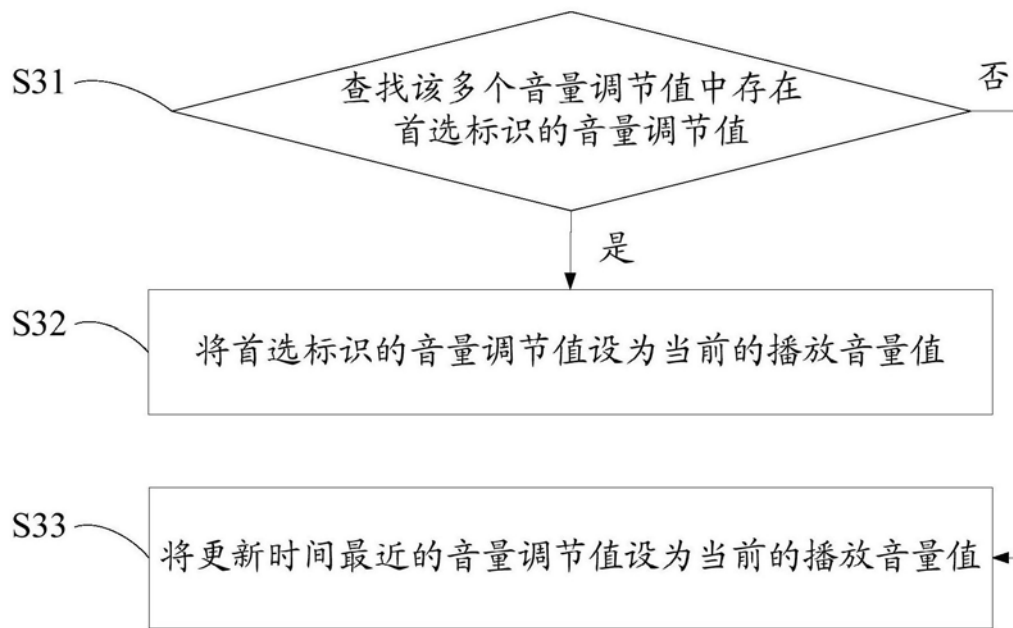 S31
查找该多个音量调节值中存在
首选标识的音量调节值
否
是
S32
将首选标识的音量调节值设为当前的播放音量值
S33
将更新时间最近的音量调节值设为当前的播放音量值